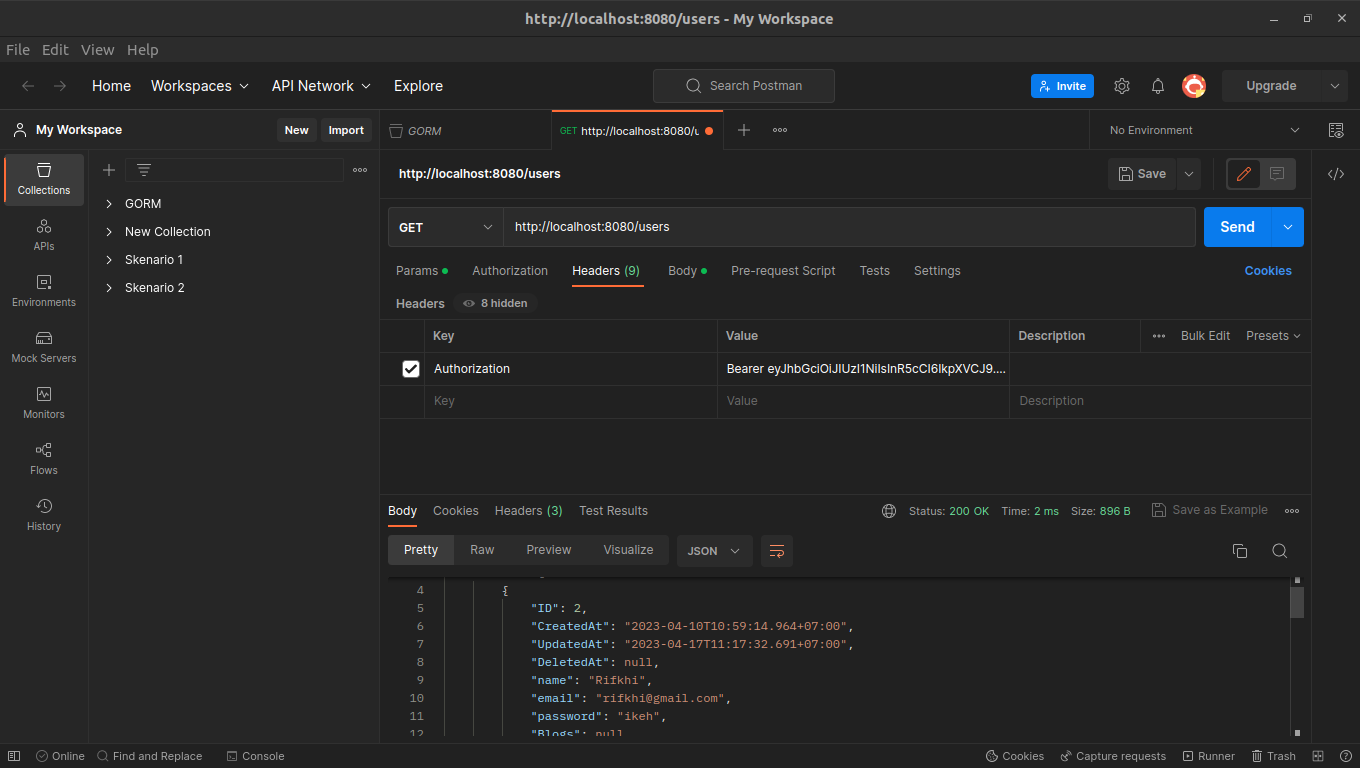 http://localhost:8080/users - My Workspace
File Edit View Help
Home Workspaces API Network Explore Search Postman Invite Upgrade
My Workspace New Import GORM GET http://localhost:8080/u No Environment
http://localhost:8080/users Save
Collections
APIs
Environments
Mock Servers
Monitors
Flows
History
GORM
New Collection
Skenario 1
Skenario 2
GET http://localhost:8080/users Send
Params Authorization Headers (9) Body Pre-request Script Tests Settings Cookies
Headers 8 hidden
Key Value Description Bulk Edit Presets
Authorization Bearer eyJhbGciOiJIUzI1NiIsInR5cCI6IkpXVCJ9....
Key Value Description
Body Cookies Headers (3) Test Results Status: 200 OK Time: 2 ms Size: 896 B Save as Example
Pretty Raw Preview Visualize JSON
4 {
5 "ID": 2,
6 "CreatedAt": "2023-04-10T10:59:14.964+07:00",
7 "UpdatedAt": "2023-04-17T11:17:32.691+07:00",
8 "DeletedAt": null,
9 "name": "Rifkhi",
10 "email": "rifkhi@gmail.com",
11 "password": "ikeh",
12 "Blogs": null
Online Find and Replace Console Cookies Capture requests Runner Trash